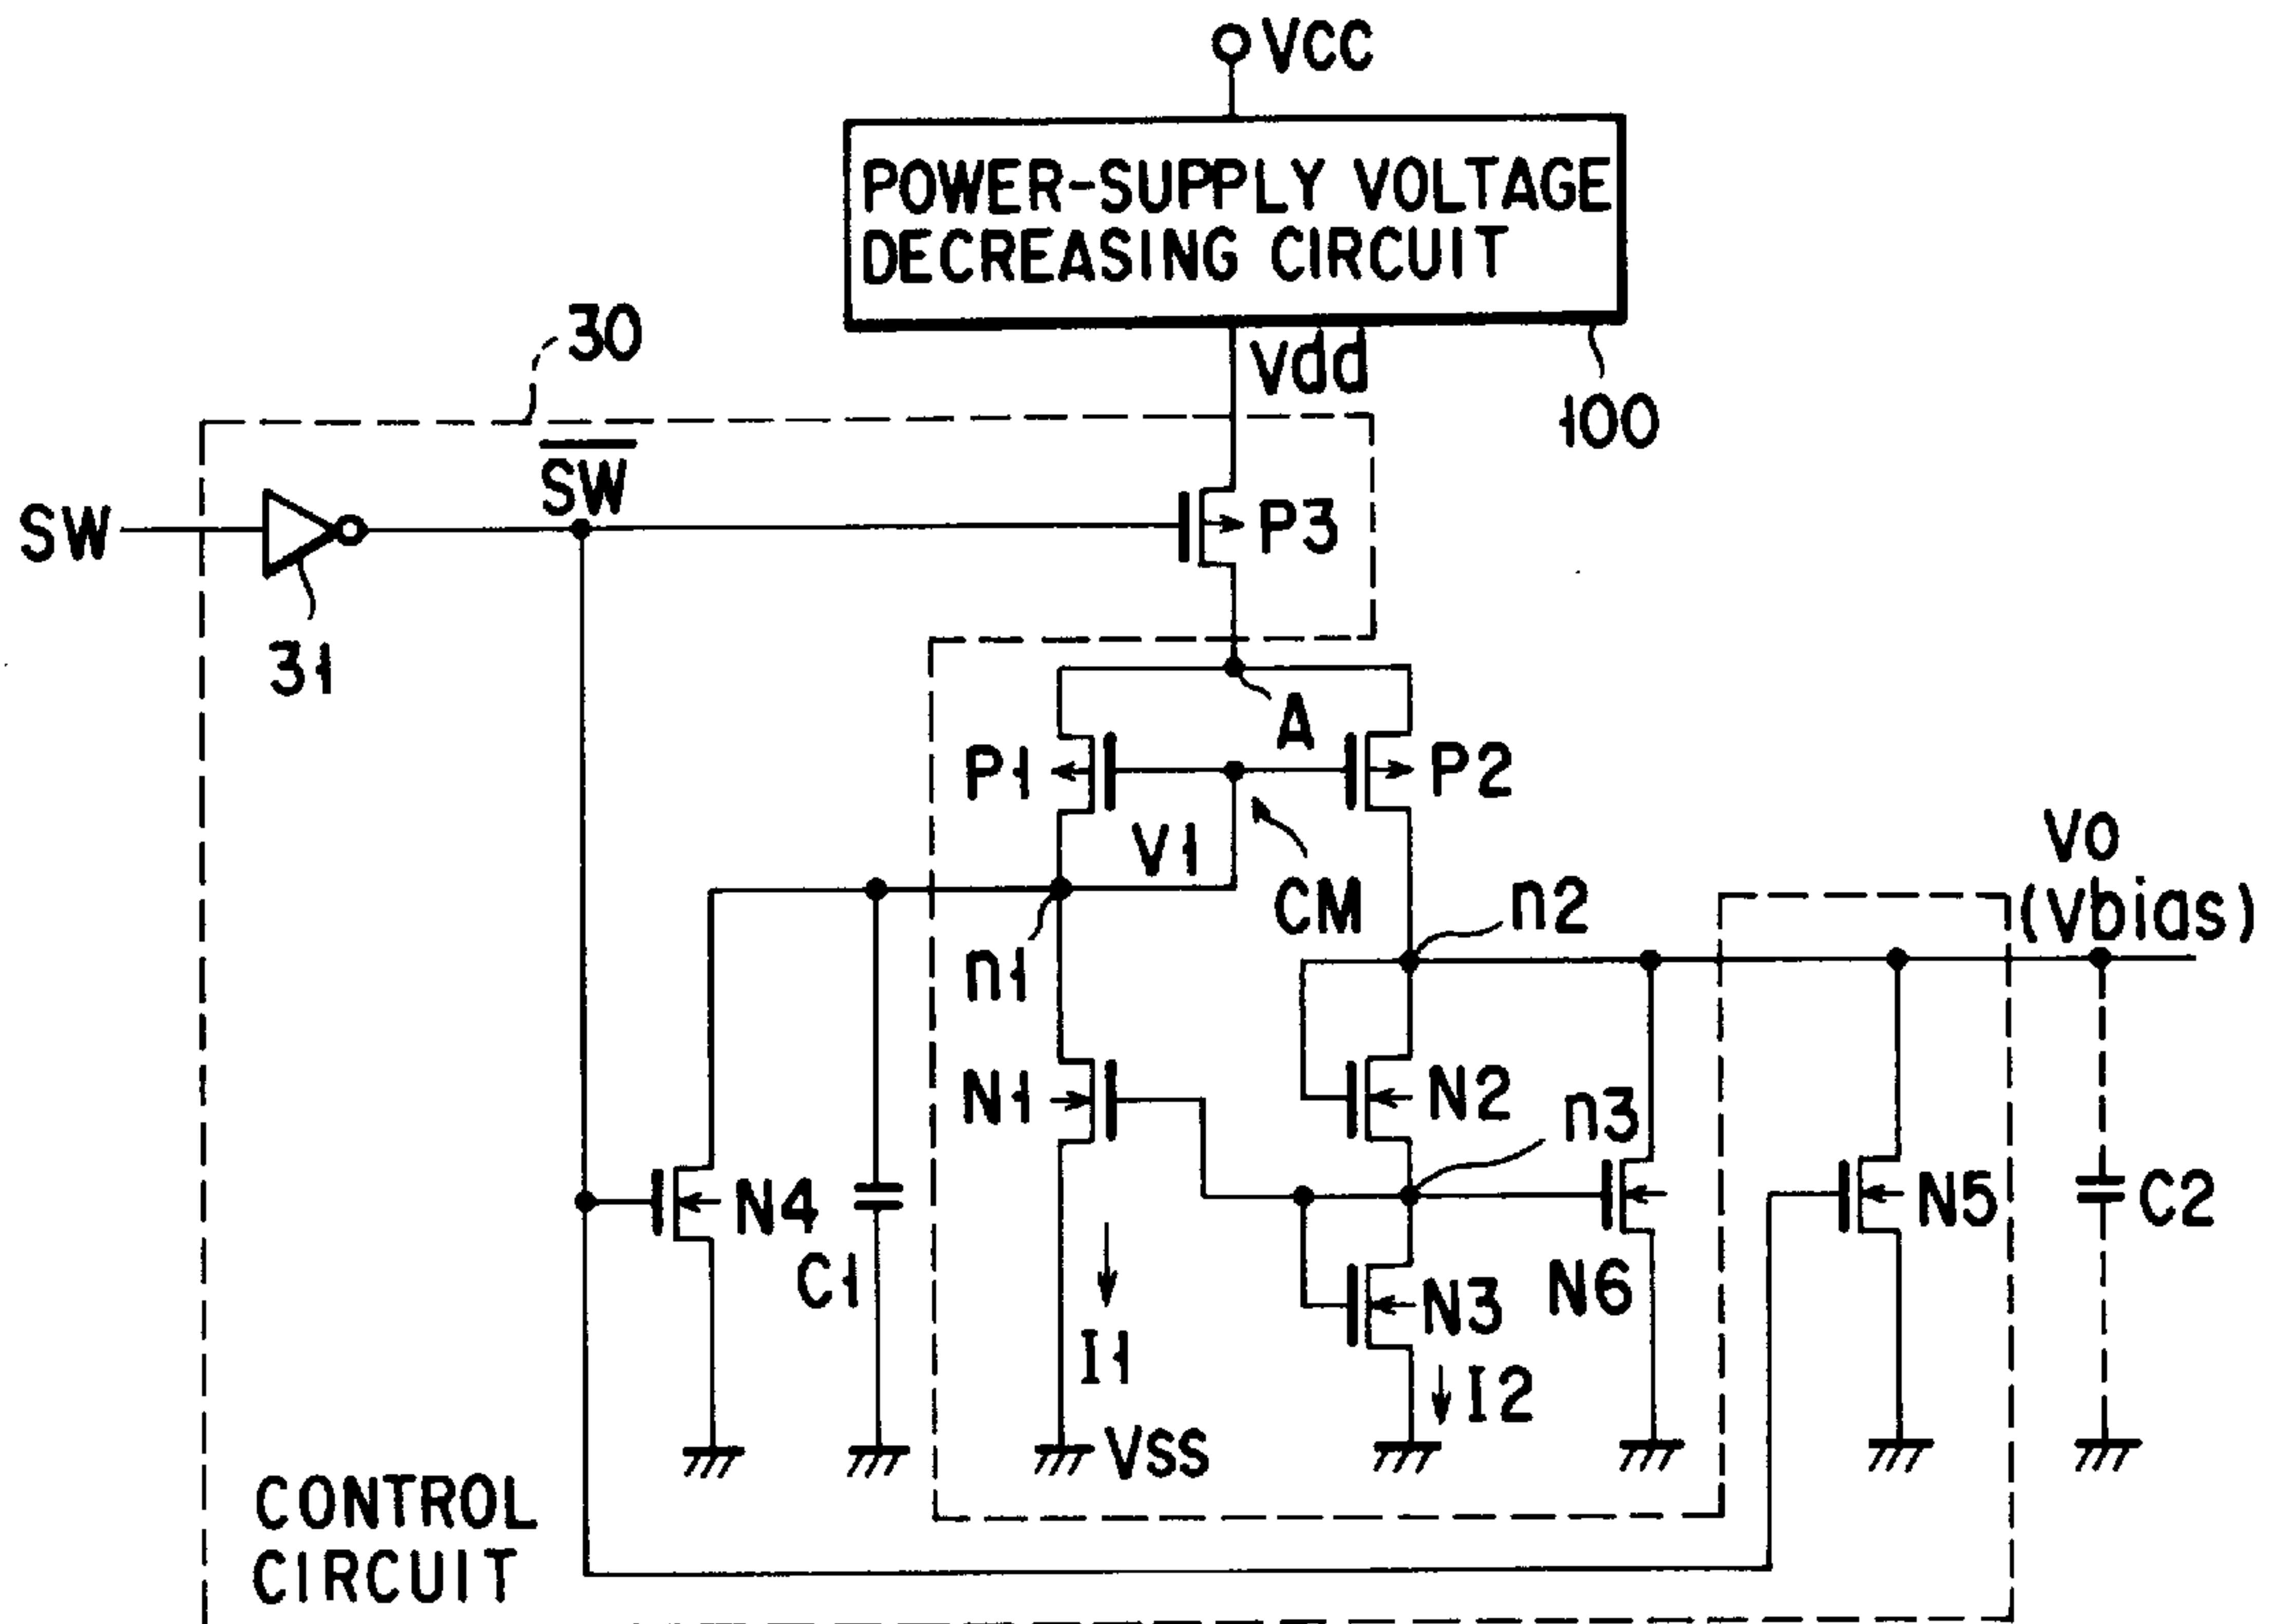 VCC
POWER-SUPPLY VOLTAGE
DECREASING CIRCUIT
Vdd
100
30
SW
SW
31
P3
A
P1
P2
V1
CM
n1
n2
V0
(Vbias)
N1
N2
n3
N4
C1
I1
VSS
N3
I2
N6
N5
C2
CONTROL
CIRCUIT